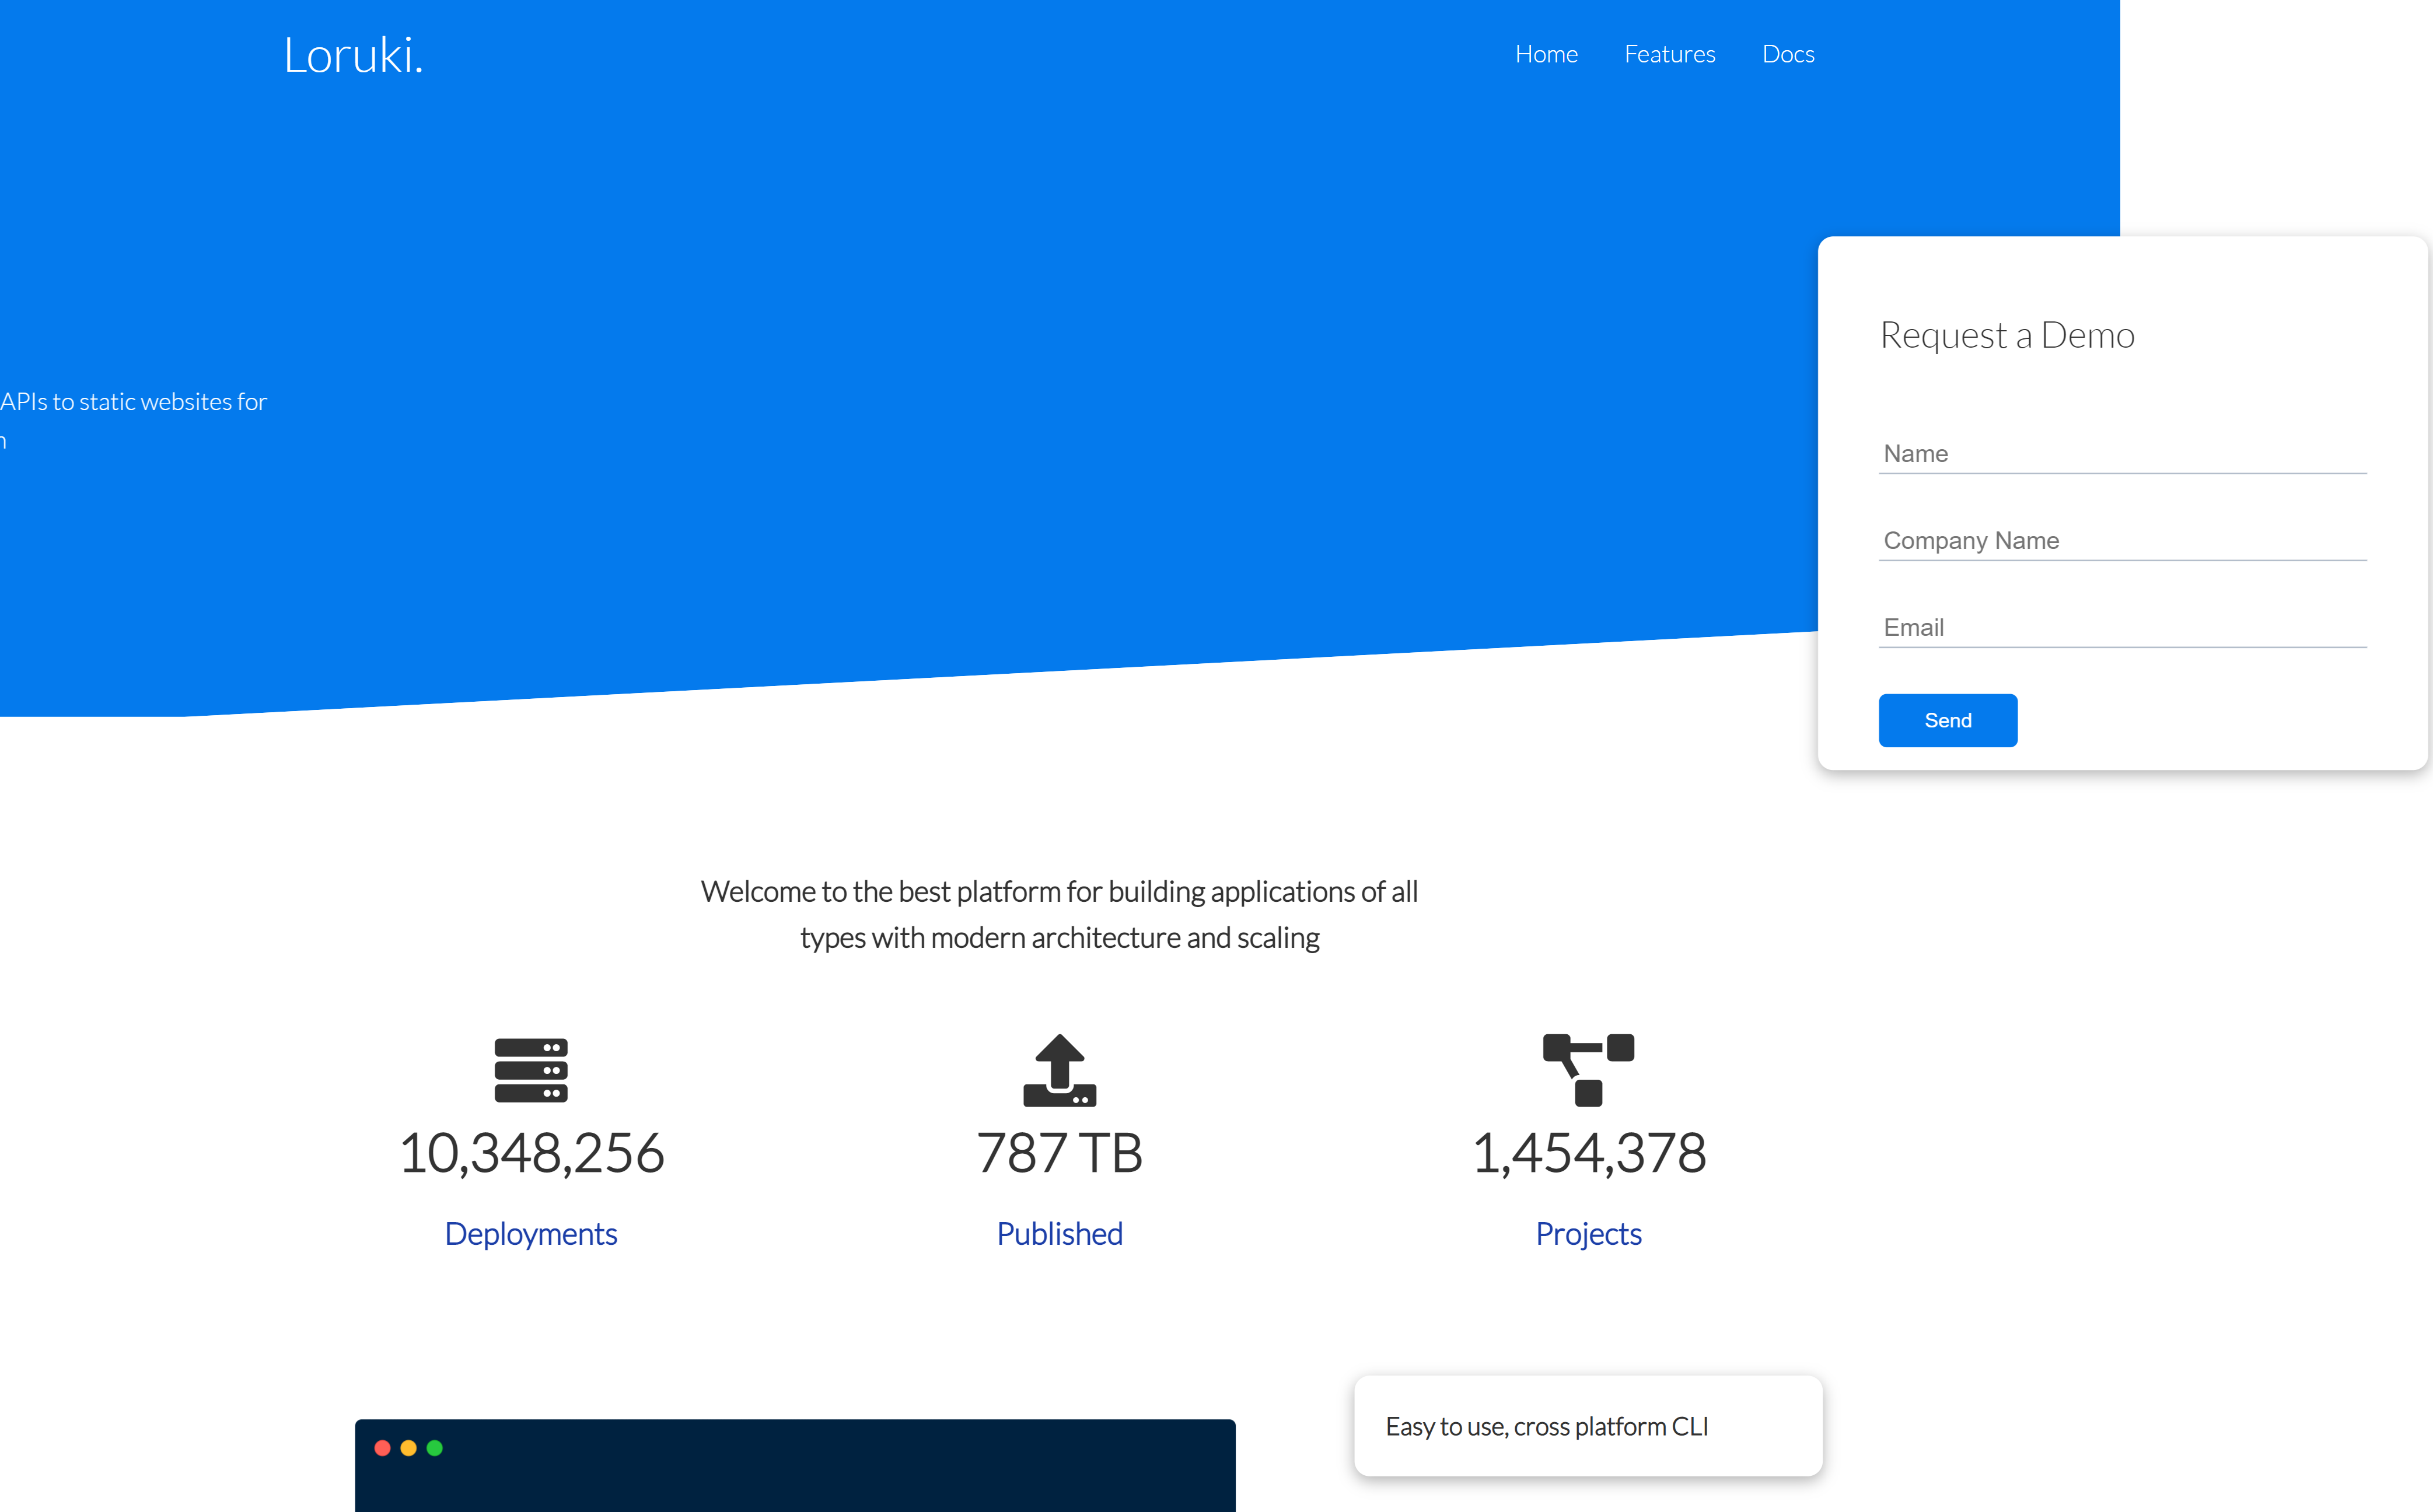 Loruki.
Home Features Docs
APIs to static websites for
Request a Demo
Name
Company Name
Email
Send
Welcome to the best platform for building applications of all
types with modern architecture and scaling
10,348,256
Deployments
787 TB
Published
1,454,378
Projects
Easy to use, cross platform CLI